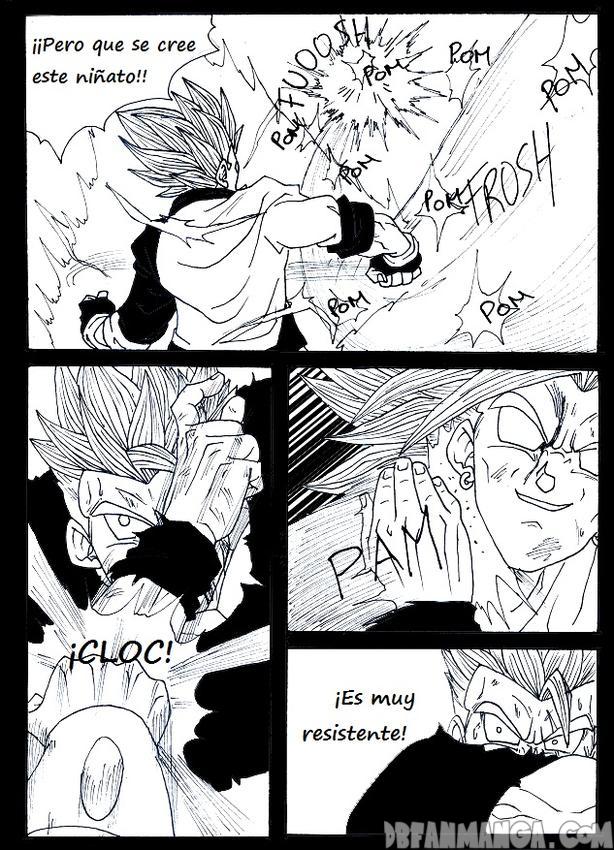 ¡¡Pero que se cree
este niñato!!
FUOOSH
POM
POM
POM
POM
POM
POM
FROSH
POM
POM
PAM
¡CLOC!
¡Es muy
resistente!
DBFANMANGA.COM